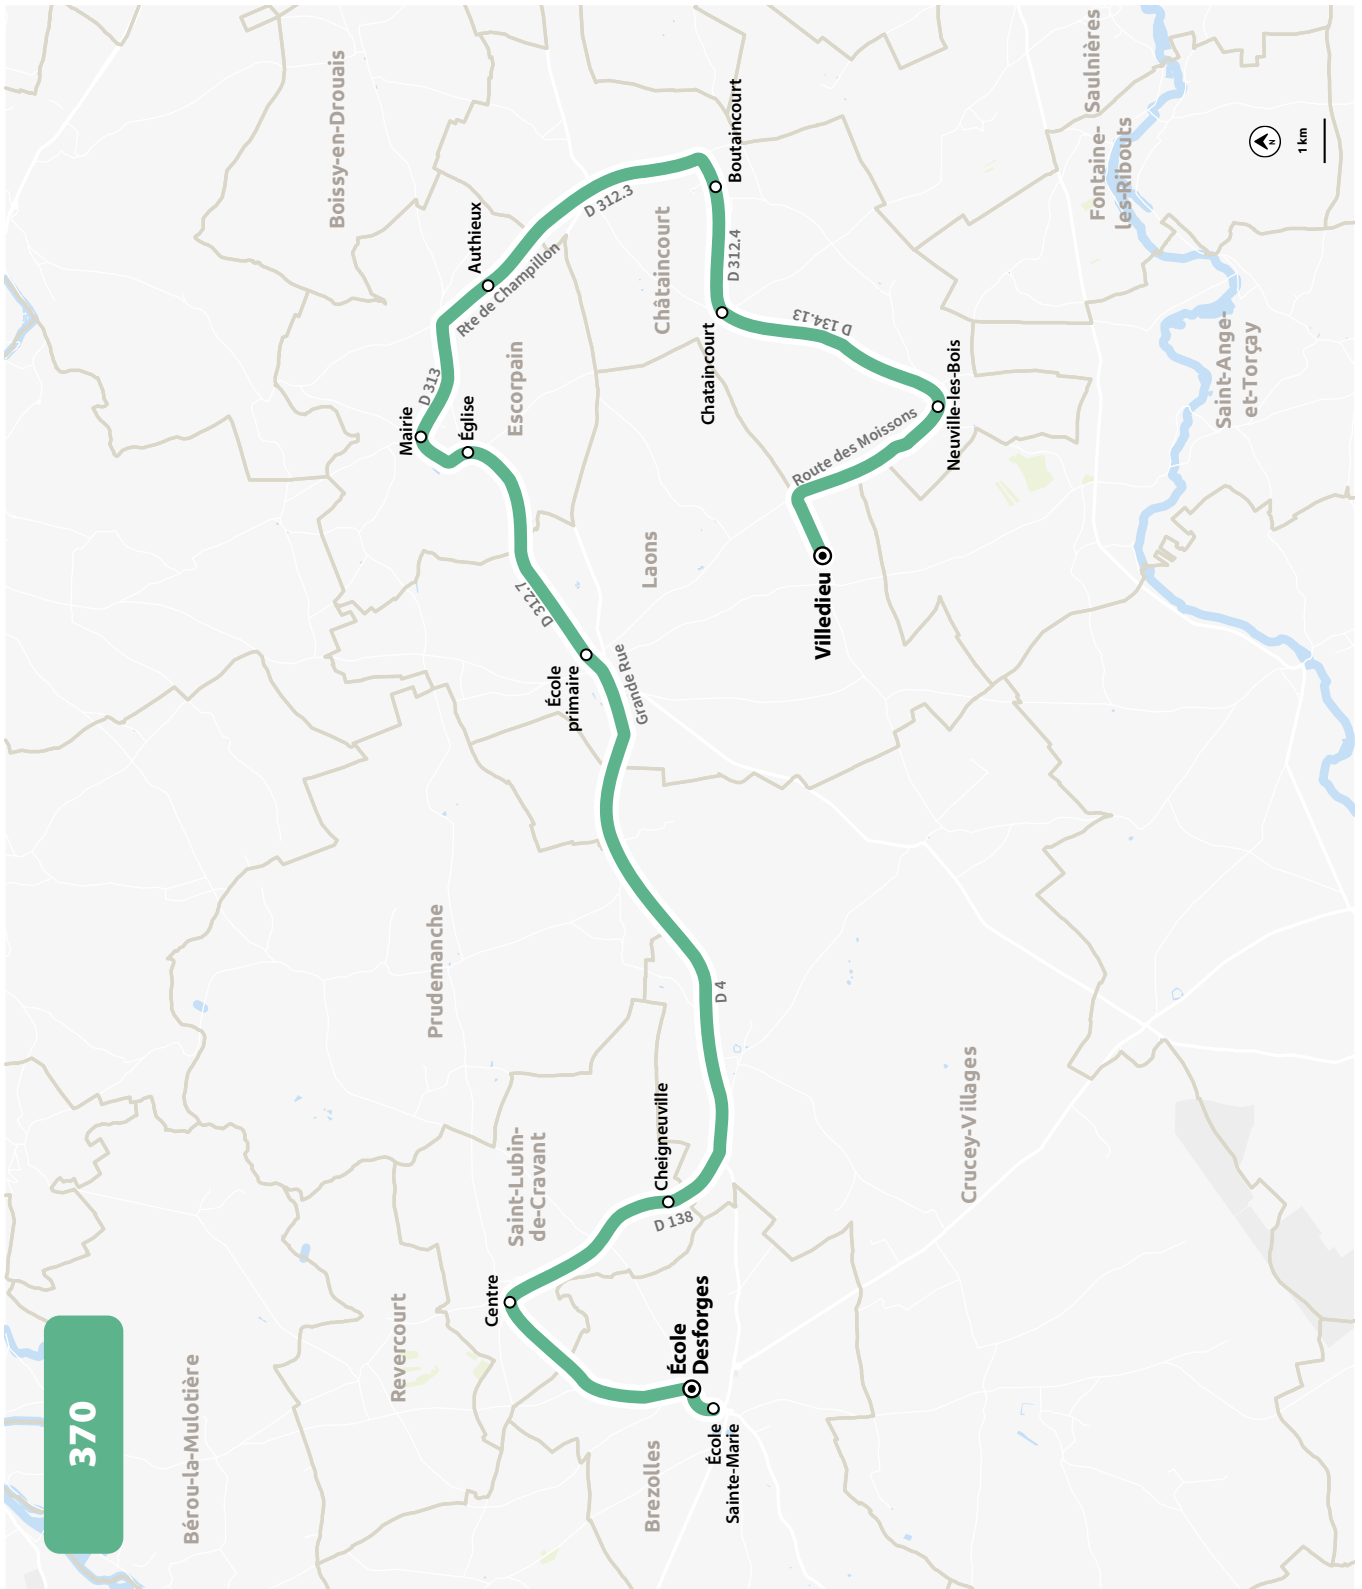 370
Bérou-la-Mulotière
Revercourt
Brezolles
École
Sainte-Marie
École
Desforges
Centre
Saint-Lubin-
de-Cravant
D 138
Cheigneuville
Crucey-Villages
D 4
Prudemanche
Grande Rue
École
primaire
D 312.7
Laons
Église
Mairie
D 313
Escorpain
Rte de Champillon
Authieux
Boissy-en-Drouais
D 312.3
Châtaincourt
Boutaincourt
D 312.4
Chataincourt
D 134.13
Neuville-les-Bois
Route des Moissons
Villedieu
Saulnières
Fontaine-
les-Ribouts
Saint-Ange-
et-Torçay
N
1 km